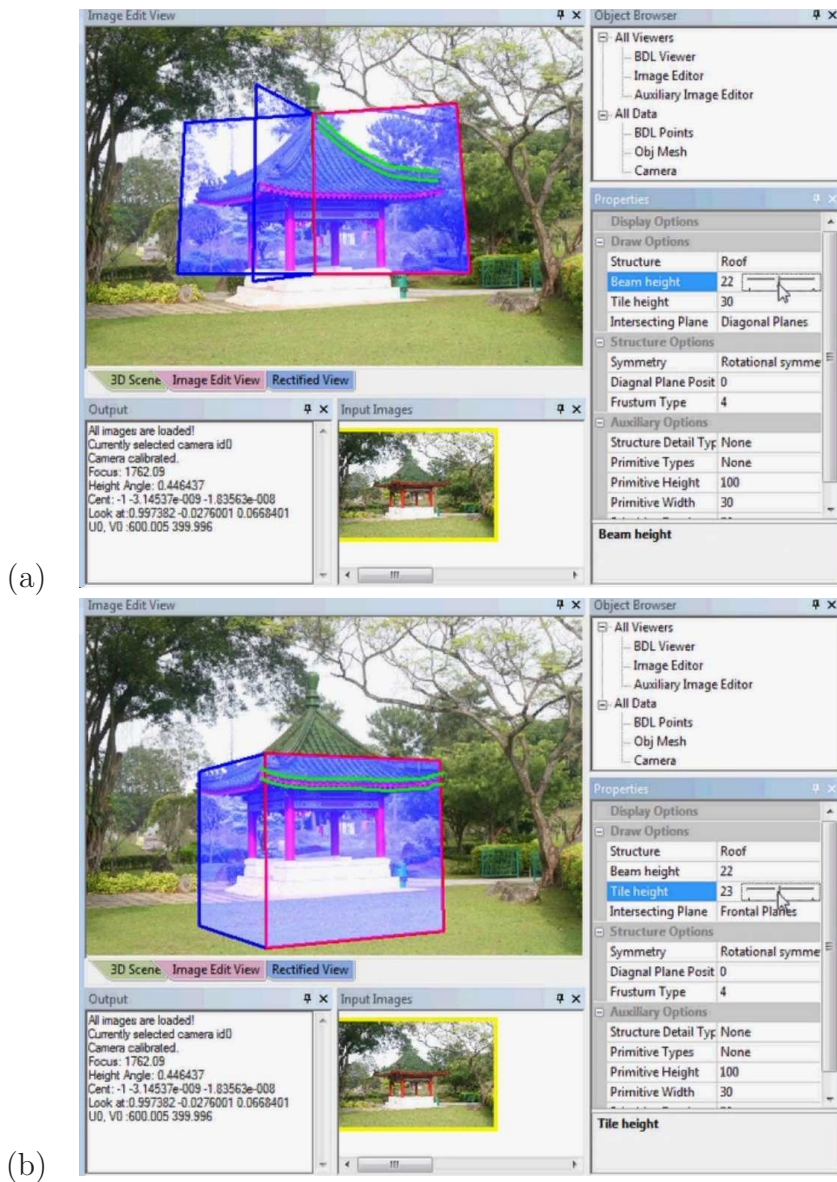 Image Edit View
Object Browser
All Viewers
BDL Viewer
Image Editor
Auxiliary Image Editor
All Data
BDL Points
Obj Mesh
Camera
Properties
Display Options
Draw Options
Structure Roof
Beam height 22
Tile height 30
Intersecting Plane Diagonal Planes
Structure Options
Symmetry Rotational symme
Diagnal Plane Posit 0
Frustum Type 4
Auxiliary Options
Structure Detail Typ None
Primitive Types None
Primitive Height 100
Primitive Width 30
Beam height
3D Scene Image Edit View Rectified View
Output
All images are loaded!
Currently selected camera id0
Camera calibrated.
Focus: 1762.09
Height Angle: 0.446437
Cent: -1 -3.14537e-009 -1.83563e-008
Look at:0.997382 -0.0276001 0.0668401
U0, V0 :600.005 399.996
Input Images
(a)
Image Edit View
Object Browser
All Viewers
BDL Viewer
Image Editor
Auxiliary Image Editor
All Data
BDL Points
Obj Mesh
Camera
Properties
Display Options
Draw Options
Structure Roof
Beam height 22
Tile height 23
Intersecting Plane Frontal Planes
Structure Options
Symmetry Rotational symme
Diagnal Plane Posit 0
Frustum Type 4
Auxiliary Options
Structure Detail Typ None
Primitive Types None
Primitive Height 100
Primitive Width 30
Tile height
3D Scene Image Edit View Rectified View
Output
All images are loaded!
Currently selected camera id0
Camera calibrated.
Focus: 1762.09
Height Angle: 0.446437
Cent: -1 -3.14537e-009 -1.83563e-008
Look at:0.997382 -0.0276001 0.0668401
U0, V0 :600.005 399.996
Input Images
(b)